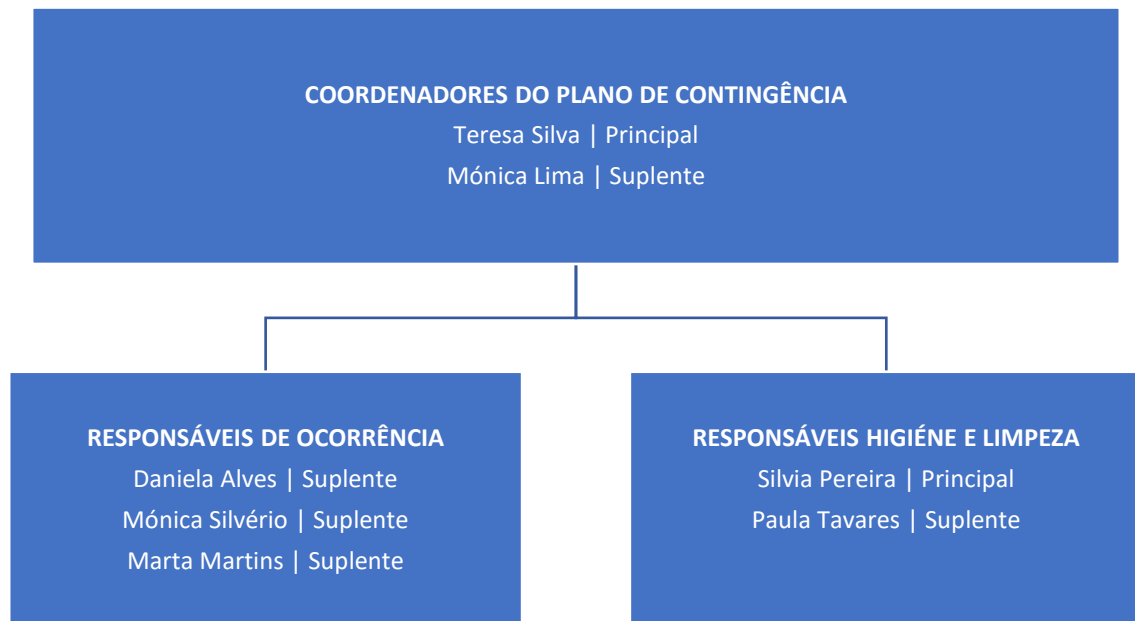 COORDENADORES DO PLANO DE CONTINGÊNCIA
Teresa Silva | Principal
Mónica Lima | Suplente
RESPONSÁVEIS DE OCORRÊNCIA
Daniela Alves | Suplente
Mónica Silvério | Suplente
Marta Martins | Suplente
RESPONSÁVEIS HIGIÉNE E LIMPEZA
Silvia Pereira | Principal
Paula Tavares | Suplente